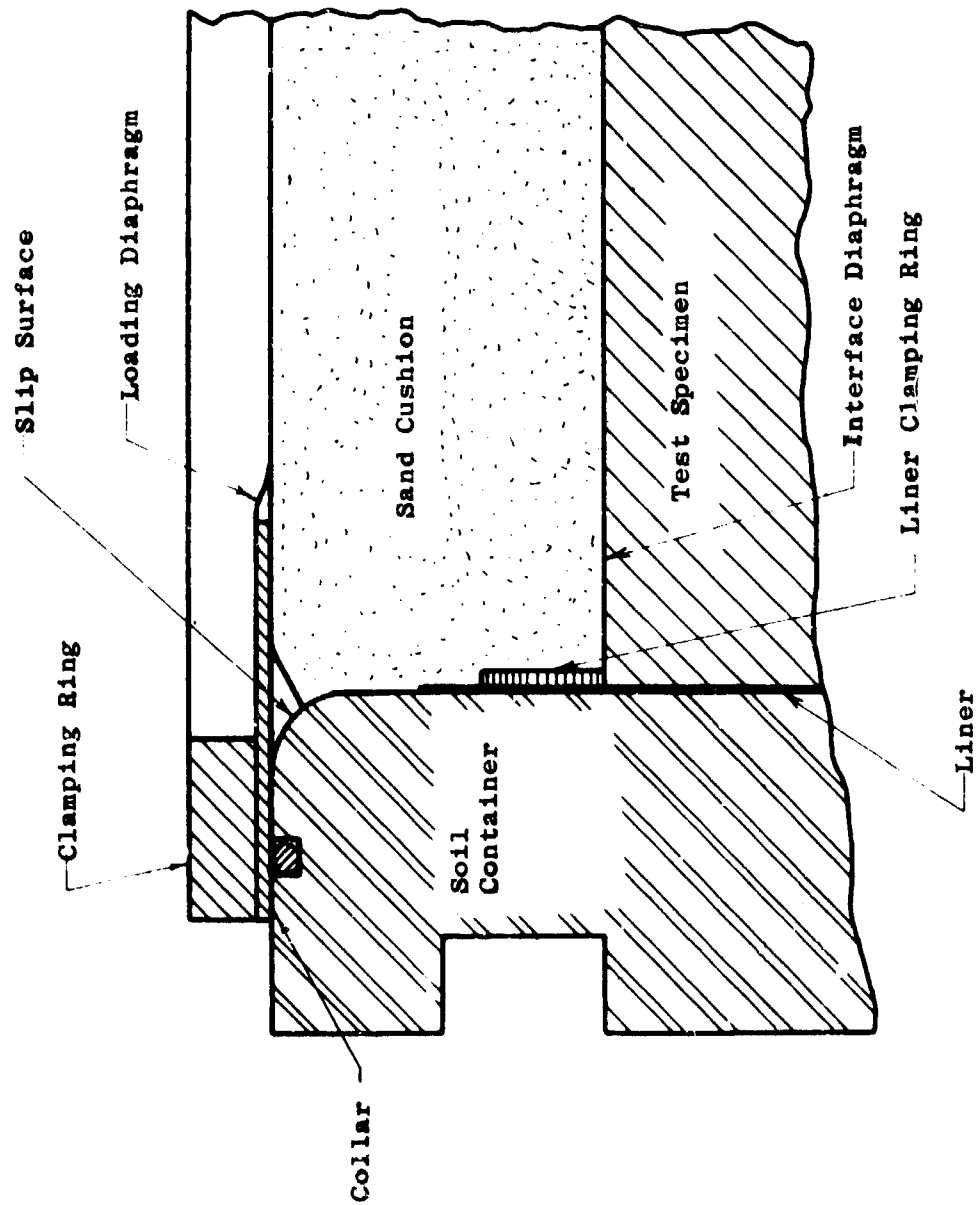 Slip Surface
Clamping Ring
Loading Diaphragm
Sand Cushion
Collar
Soil
Container
Test Specimen
Interface Diaphragm
Liner Clamping Ring
Liner